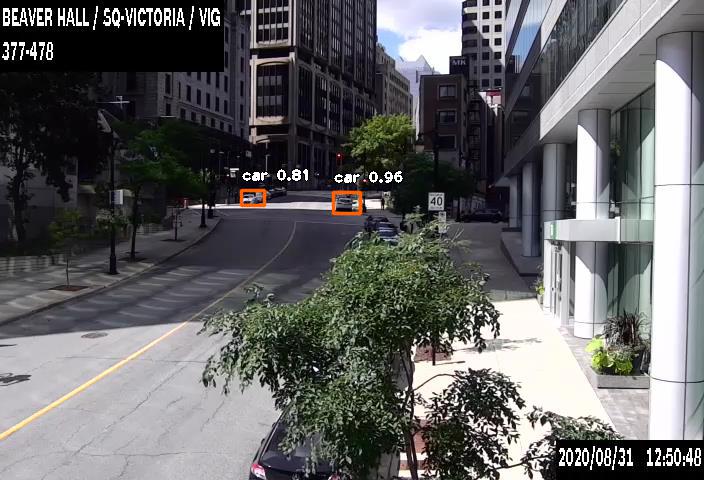 BEAVER HALL / SQ-VICTORIA / VIG
377-478
MK
car 0.81
car 0.96
40
2020/08/31 12:50:48